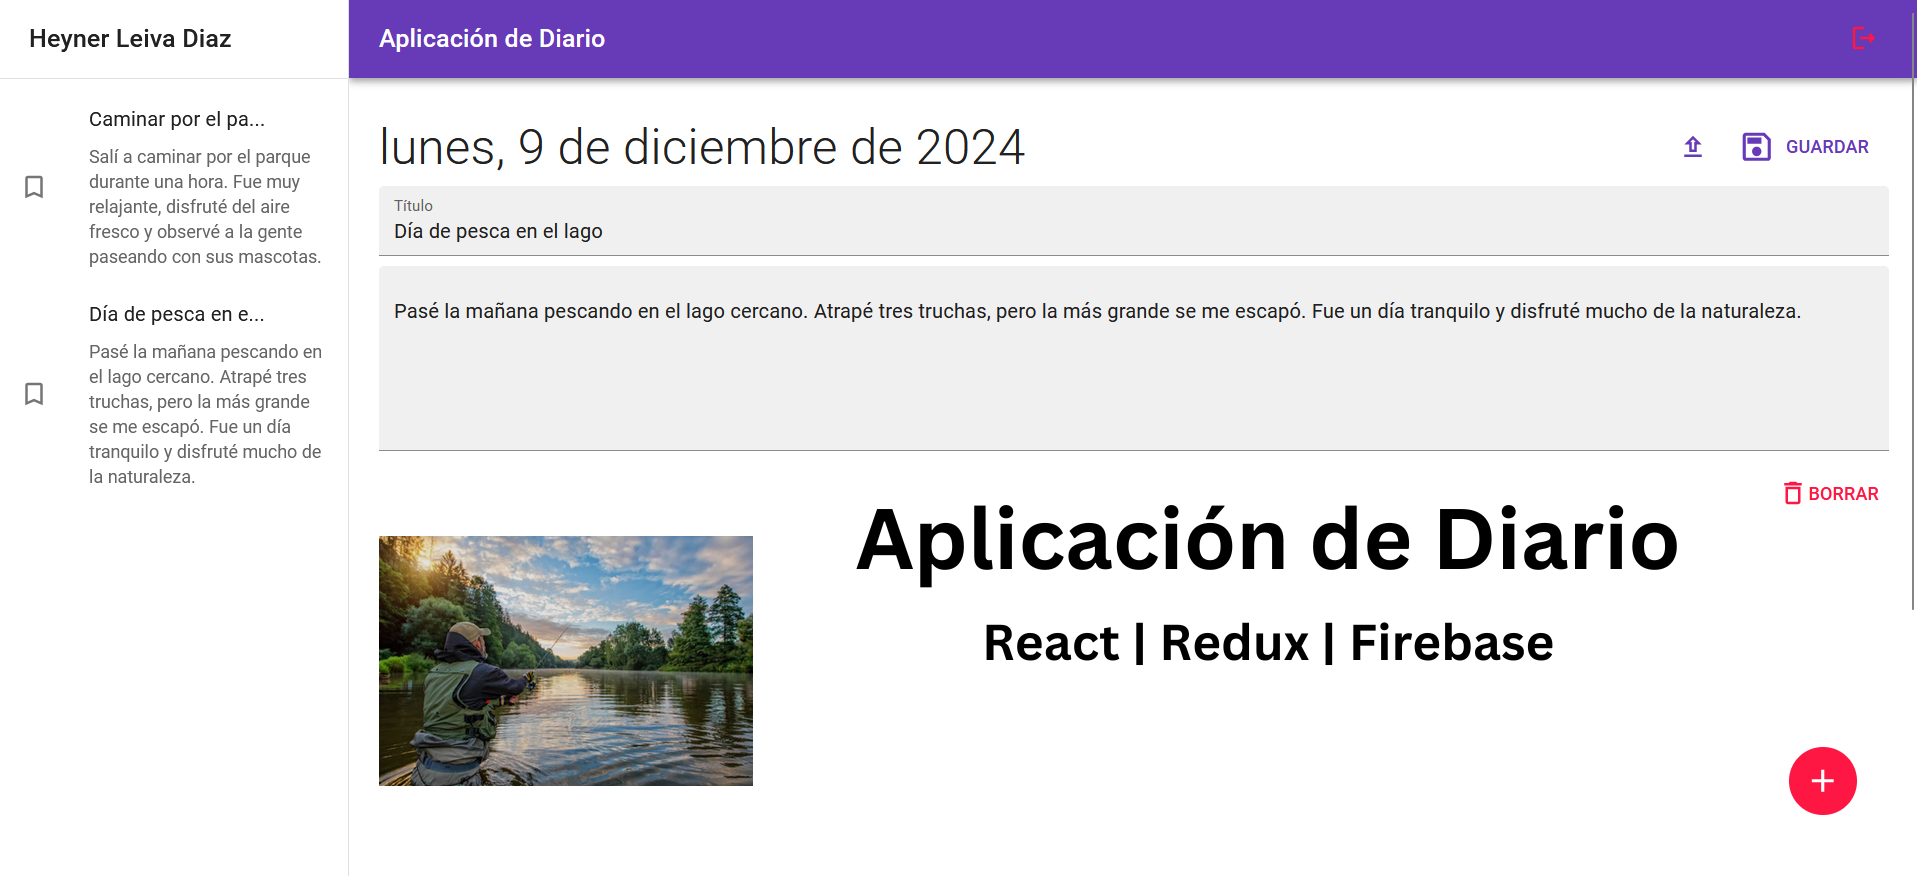 Heyner Leiva Diaz
Aplicación de Diario
Caminar por el pa...
Salí a caminar por el parque
durante una hora. Fue muy
relajante, disfruté del aire
fresco y observé a la gente
paseando con sus mascotas.
Día de pesca en e...
Pasé la mañana pescando en
el lago cercano. Atrapé tres
truchas, pero la más grande
se me escapó. Fue un día
tranquilo y disfruté mucho de
la naturaleza.
lunes, 9 de diciembre de 2024
GUARDAR
Título
Día de pesca en el lago
Pasé la mañana pescando en el lago cercano. Atrapé tres truchas, pero la más grande se me escapó. Fue un día tranquilo y disfruté mucho de la naturaleza.
BORRAR
Aplicación de Diario
React | Redux | Firebase